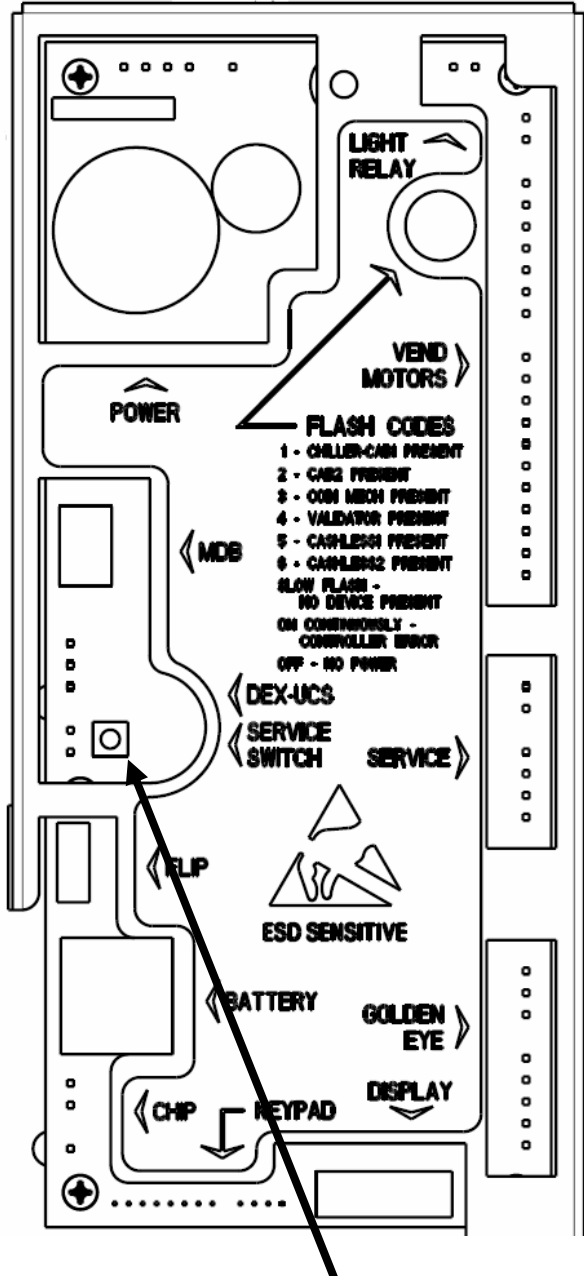 LIGHT
RELAY
VEND
MOTORS
POWER
FLASH CODES
1 - CHILLER-CAB1 PRESENT
2 - CAB2 PRESENT
3 - COIN MECH PRESENT
4 - VALIDATOR PRESENT
5 - CASHLESS1 PRESENT
6 - CASHLESS2 PRESENT
SLOW FLASH -
NO DEVICE PRESENT
ON CONTINUOUSLY -
CONTROLLER ERROR
OFF - NO POWER
MDB
DEX-UCS
SERVICE
SWITCH
SERVICE
FLIP
ESD SENSITIVE
BATTERY
GOLDEN
EYE
DISPLAY
CHIP
KEYPAD